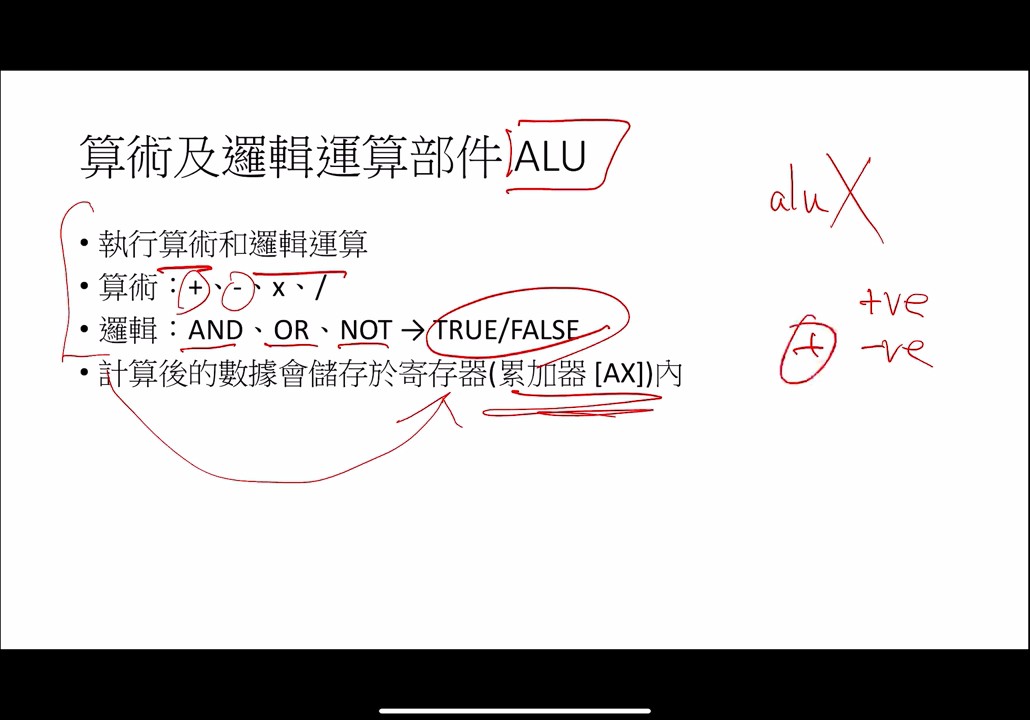 算術及邏輯運算部件 ALU
• 執行算術和邏輯運算
• 算術：+、-、x、/
• 邏輯：AND、OR、NOT → TRUE/FALSE
• 計算後的數據會儲存於寄存器(累加器 [AX])內
alu X
+ve
+ -ve